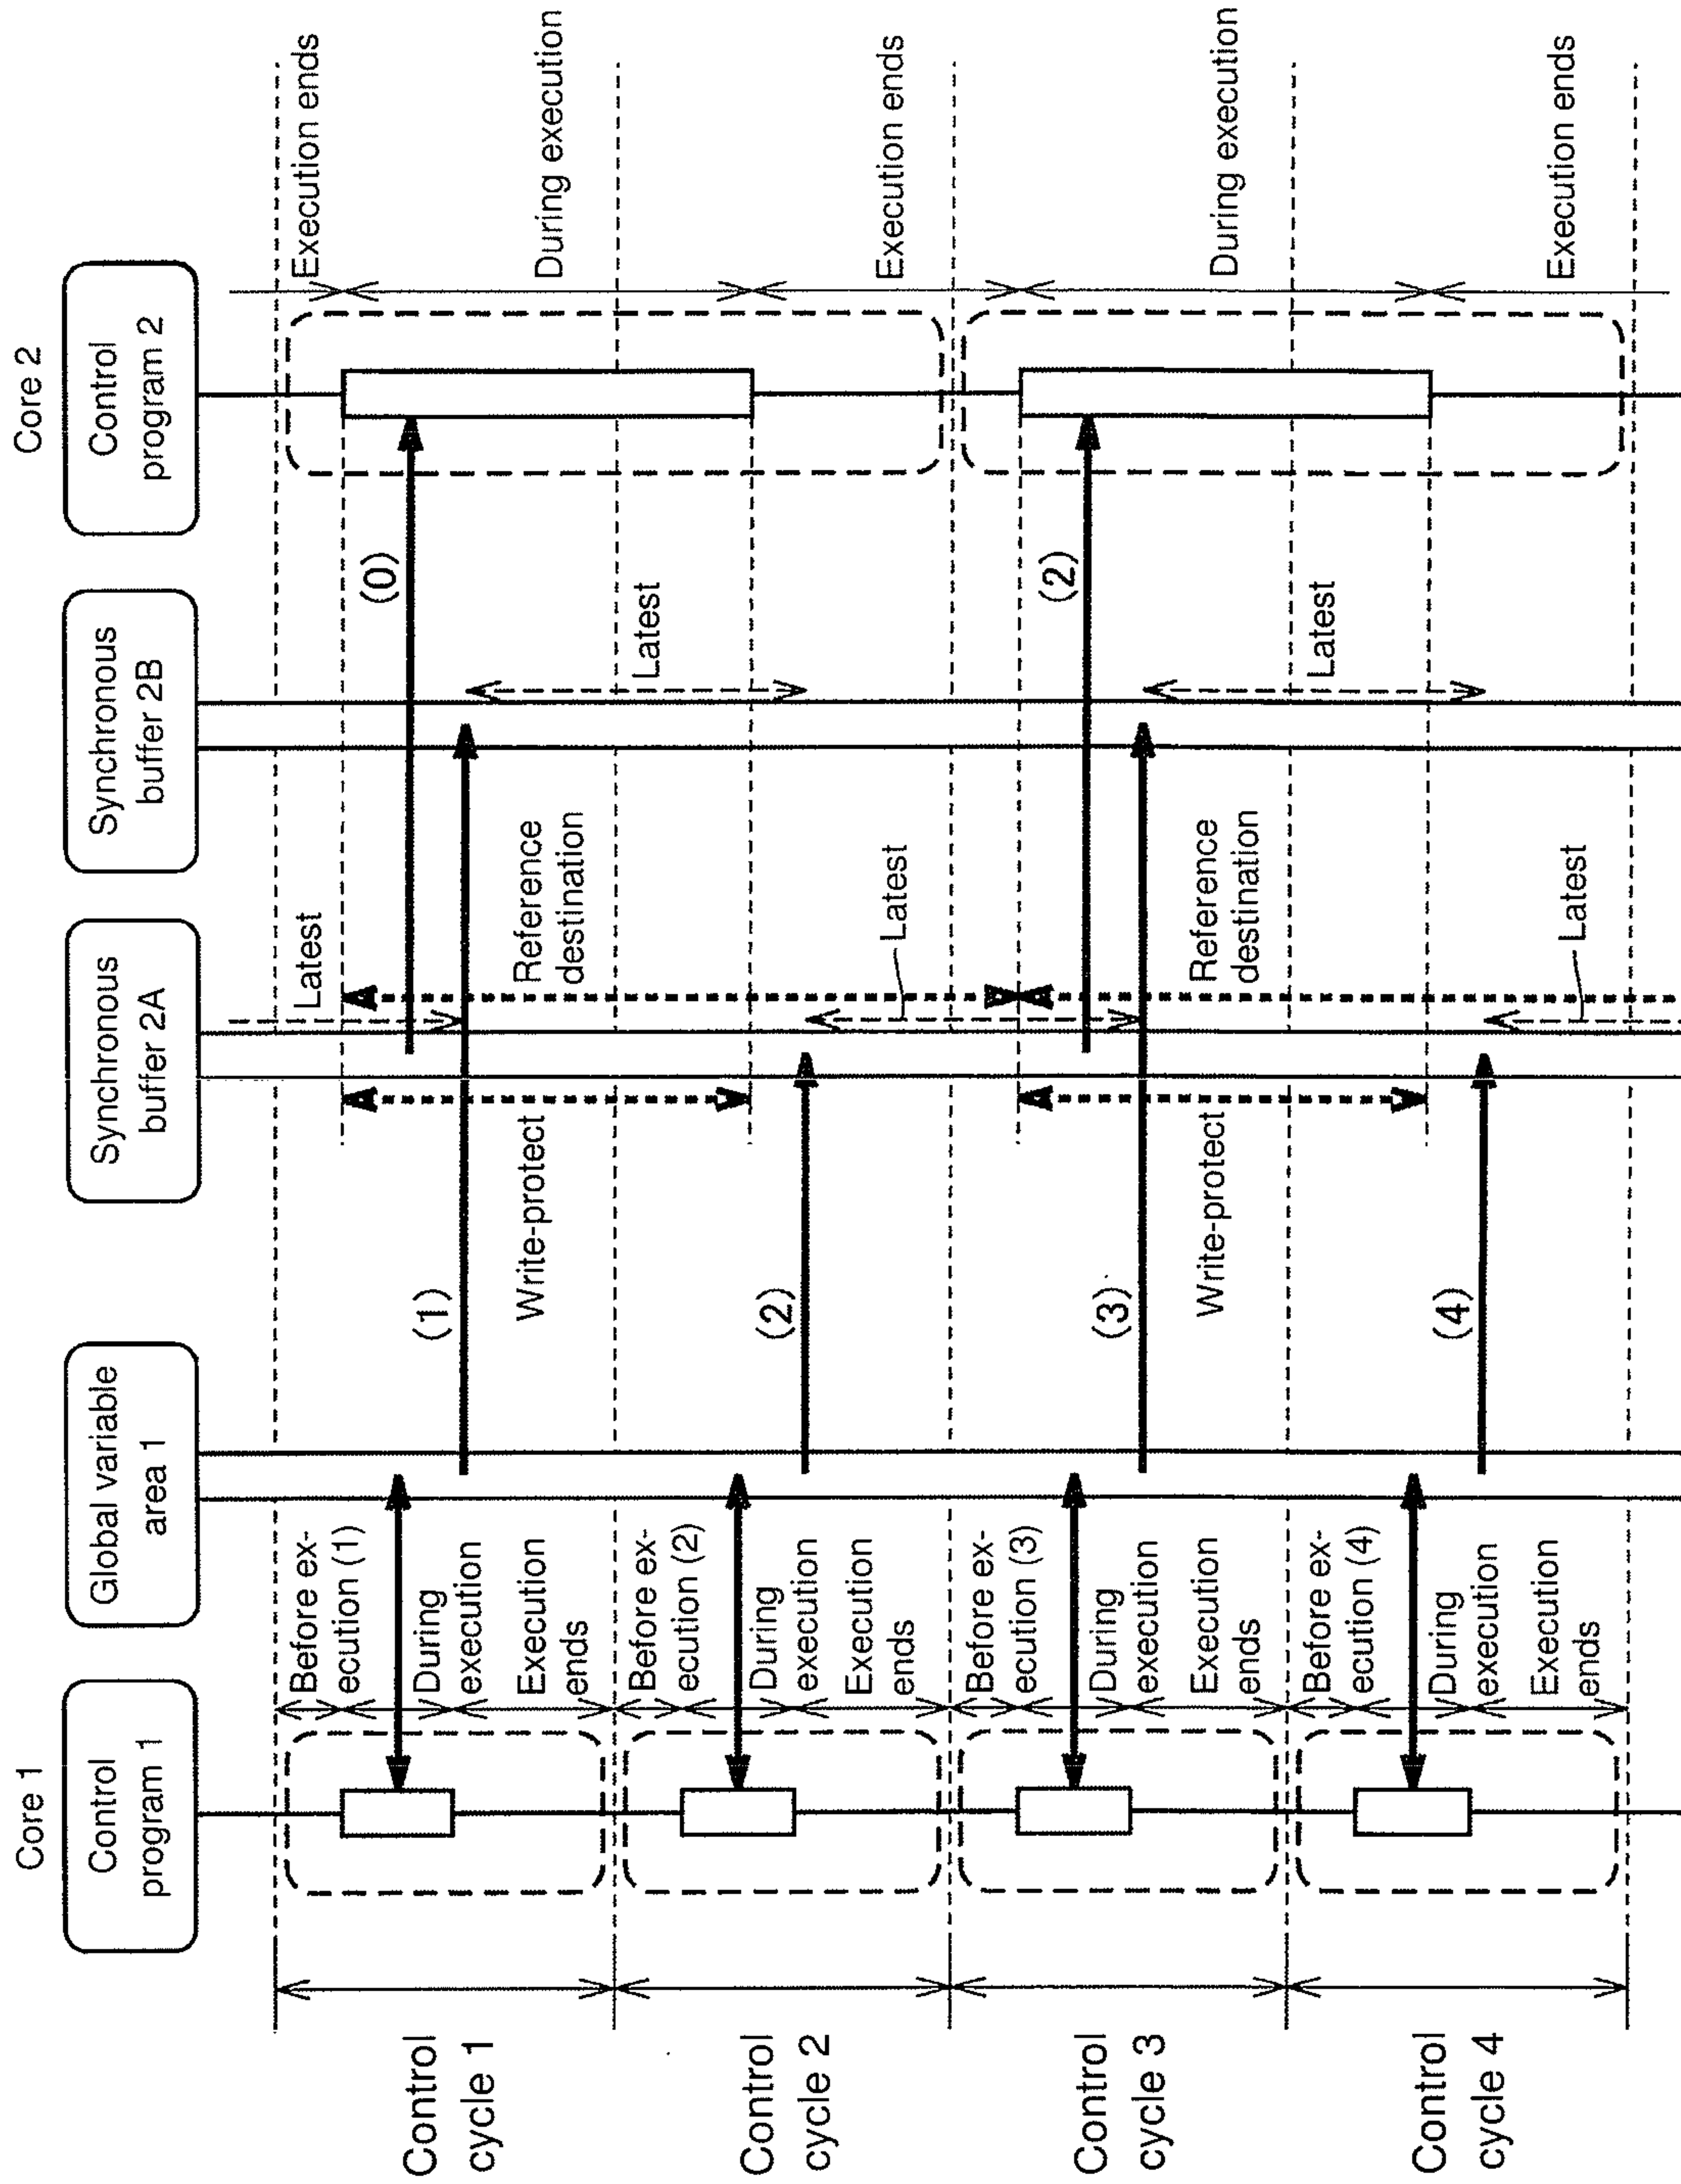 Core 1
Core 2
Control
program 1
Global variable
area 1
Synchronous
buffer 2A
Synchronous
buffer 2B
Control
program 2
Control
cycle 1
Before ex-
ecution (1)
During
execution
Execution
ends
(1)
Write-protect
Latest
Reference
destination
(0)
Latest
Execution ends
During execution
Control
cycle 2
Before ex-
ecution (2)
During
execution
Execution
ends
(2)
Latest
Execution ends
Control
cycle 3
Before ex-
ecution (3)
During
execution
Execution
ends
(3)
Write-protect
Reference
destination
(2)
Latest
During execution
Control
cycle 4
Before ex-
ecution (4)
During
execution
Execution
ends
(4)
Latest
Execution ends